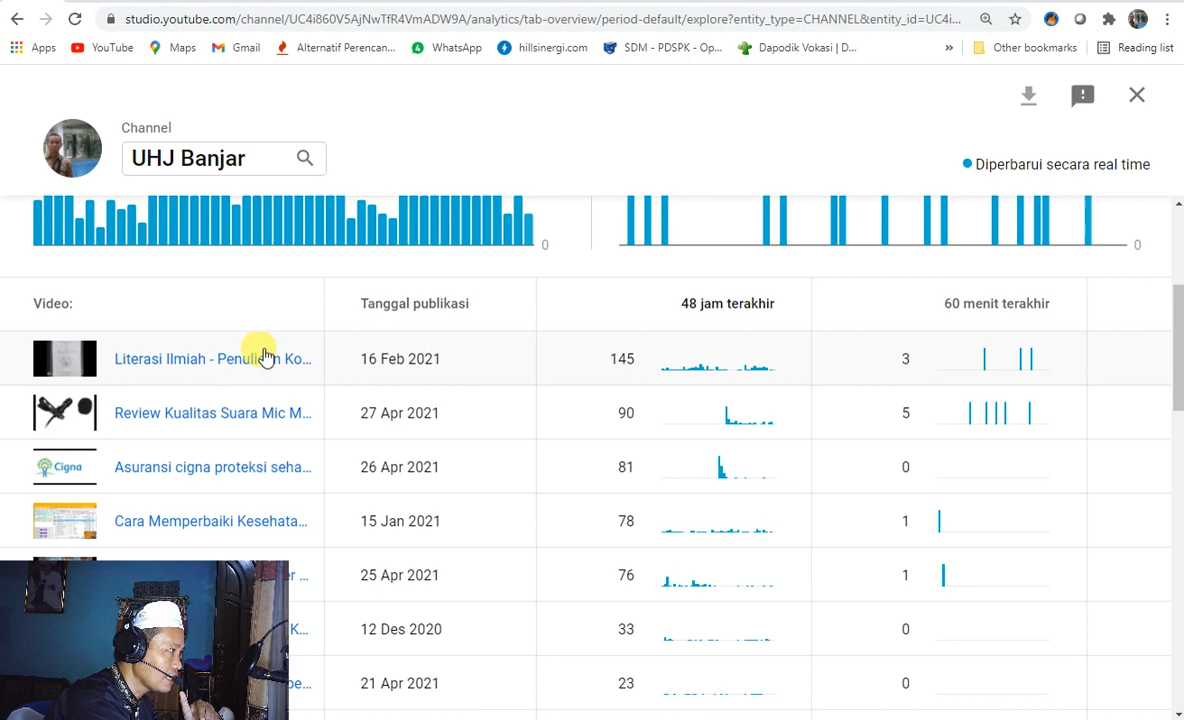 studio.youtube.com/channel/UC4i860V5AjNwTfR4VmADW9A/analytics/tab-overview/period-default/explore?entity_type=CHANNEL&entity_id=UC4i...
Apps YouTube Maps Gmail Alternatif Perencan... WhatsApp hillsinergi.com SDM - PDSPK - Op... Dapodik Vokasi | D... » Other bookmarks Reading list
Channel
UHJ Banjar
Diperbarui secara real time
0 0
Video: Tanggal publikasi 48 jam terakhir 60 menit terakhir
Literasi Ilmiah - Penulisan Ko... 16 Feb 2021 145 3
Review Kualitas Suara Mic M... 27 Apr 2021 90 5
Cigna
Asuransi cigna proteksi seha... 26 Apr 2021 81 0
Cara Memperbaiki Kesehata... 15 Jan 2021 78 1
25 Apr 2021 76 1
K... 12 Des 2020 33 0
21 Apr 2021 23 0